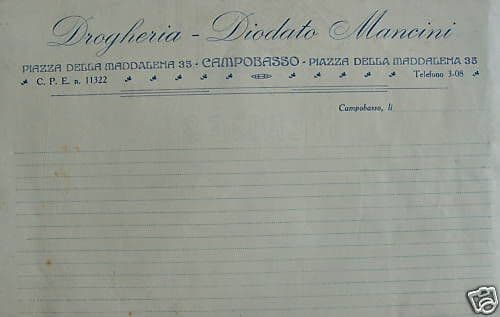 Drogheria - Diodato Mancini
PIAZZA DELLA MADDALENA 35 - CAMPOBASSO - PIAZZA DELLA MADDALENA 35
C. P. E. n. 11322 Telefono 3-08
Campobasso, li